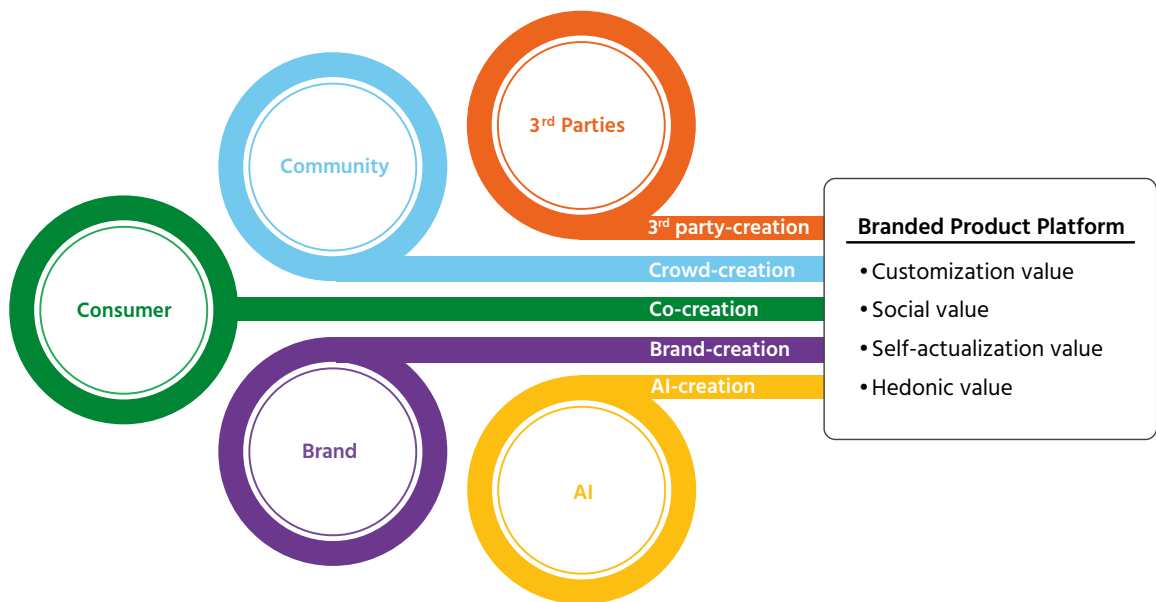 3rd Parties
Community
Consumer
Brand
AI
3rd party-creation
Crowd-creation
Co-creation
Brand-creation
AI-creation
Branded Product Platform
• Customization value
• Social value
• Self-actualization value
• Hedonic value